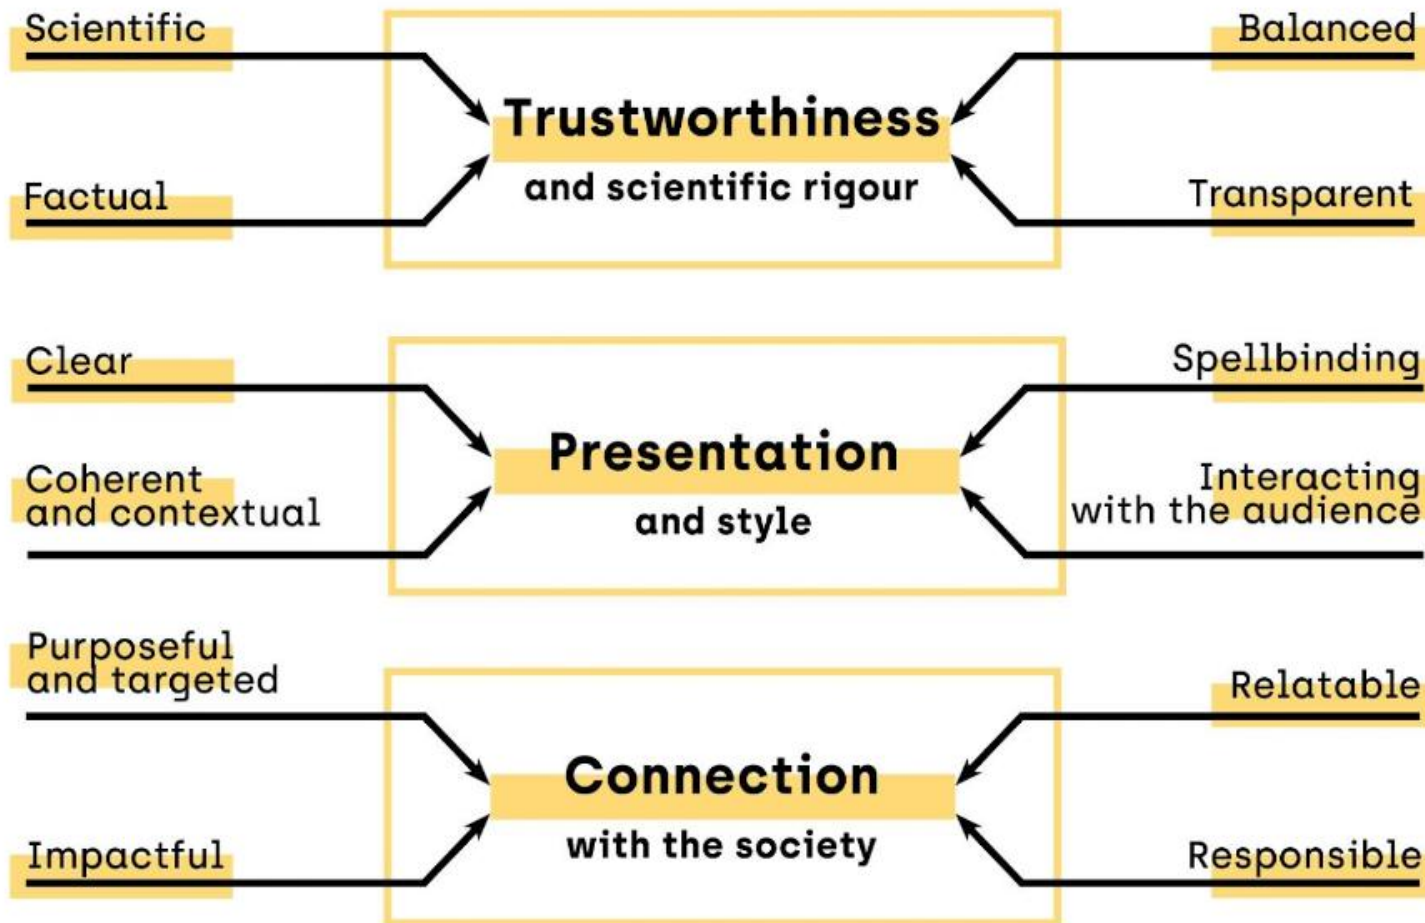 Scientific
Balanced
Trustworthiness
and scientific rigour
Factual
Transparent
Clear
Spellbinding
Presentation
and style
Coherent
and contextual
Interacting
with the audience
Purposeful
and targeted
Relatable
Connection
with the society
Impactful
Responsible